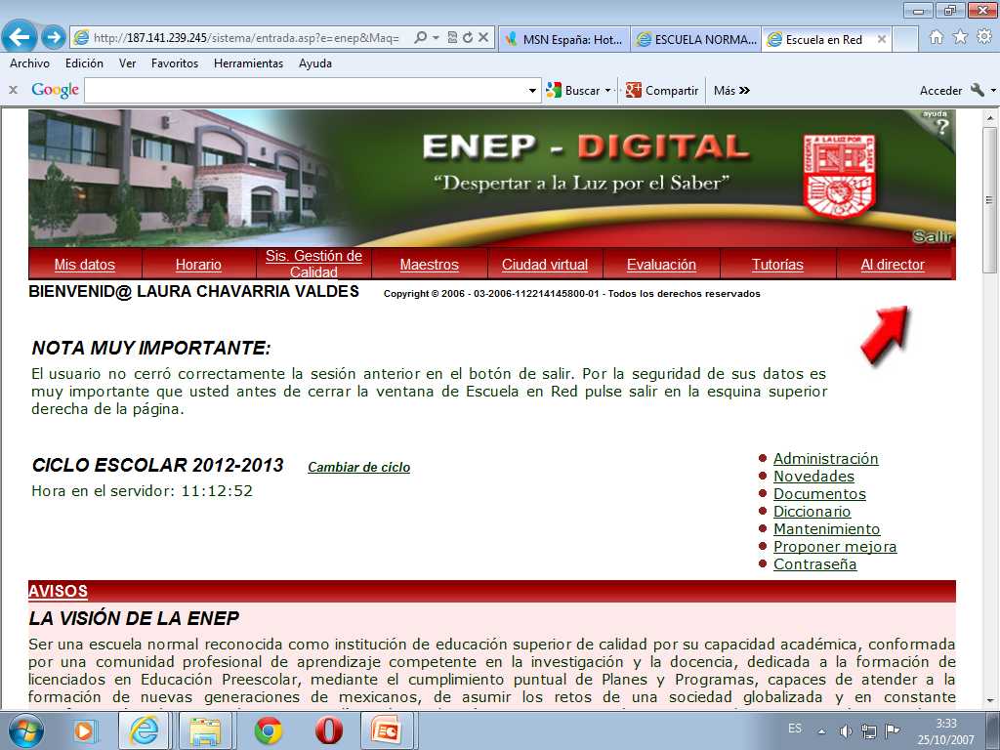 http://187.141.239.245/sistema/entrada.asp?e=enep&Maq=
MSN España: Hot...
ESCUELA NORMA...
Escuela en Red
Archivo Edición Ver Favoritos Herramientas Ayuda
Google Buscar Compartir Más » Acceder
ayuda
?
ENEP - DIGITAL
“Despertar a la Luz por el Saber”
A LA LUZ POR
ENEP
Salir
Mis datos Horario Sis. Gestión de Calidad Maestros Ciudad virtual Evaluación Tutorías Al director
BIENVENID@ LAURA CHAVARRIA VALDES Copyright © 2006 - 03-2006-112214145800-01 - Todos los derechos reservados
NOTA MUY IMPORTANTE:
El usuario no cerró correctamente la sesión anterior en el botón de salir. Por la seguridad de sus datos es
muy importante que usted antes de cerrar la ventana de Escuela en Red pulse salir en la esquina superior
derecha de la página.
CICLO ESCOLAR 2012-2013 Cambiar de ciclo
Hora en el servidor: 11:12:52
Administración
Novedades
Documentos
Diccionario
Mantenimiento
Proponer mejora
Contraseña
AVISOS
LA VISIÓN DE LA ENEP
Ser una escuela normal reconocida como institución de educación superior de calidad por su capacidad académica, conformada
por una comunidad profesional de aprendizaje competente en la investigación y la docencia, dedicada a la formación de
licenciados en Educación Preescolar, mediante el cumplimiento puntual de Planes y Programas, capaces de atender a la
formación de nuevas generaciones de mexicanos, de asumir los retos de una sociedad globalizada y en constante
ES
3:33
25/10/2007